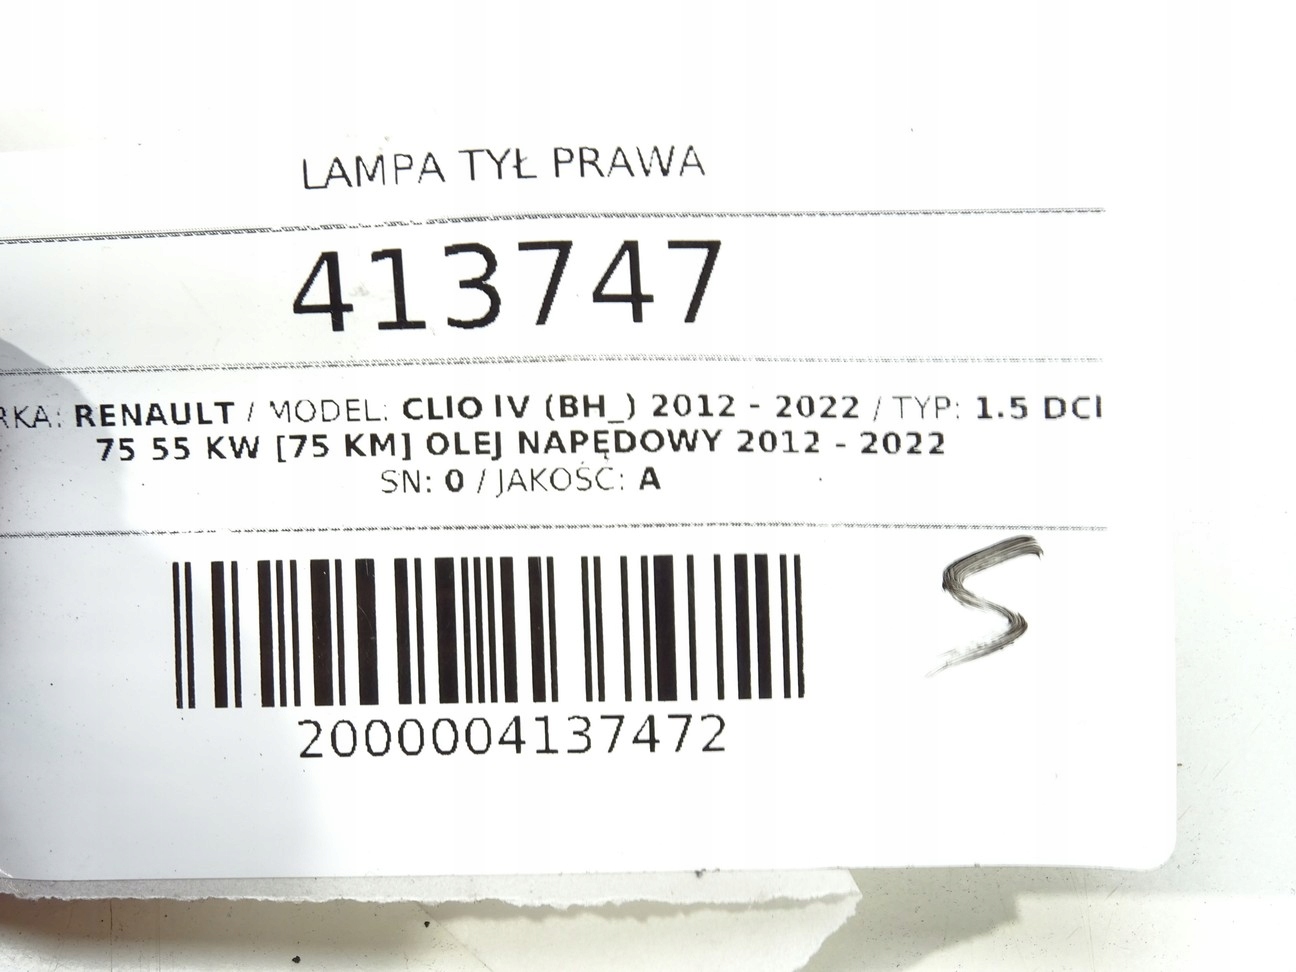 LAMPA TYŁ PRAWA
413747
RKA: RENAULT / MODEL: CLIO IV (BH_) 2012 - 2022 / TYP: 1.5 DCI
75 55 KW [75 KM] OLEJ NAPĘDOWY 2012 - 2022
SN: 0 / JAKOŚĆ: A
S
2000004137472